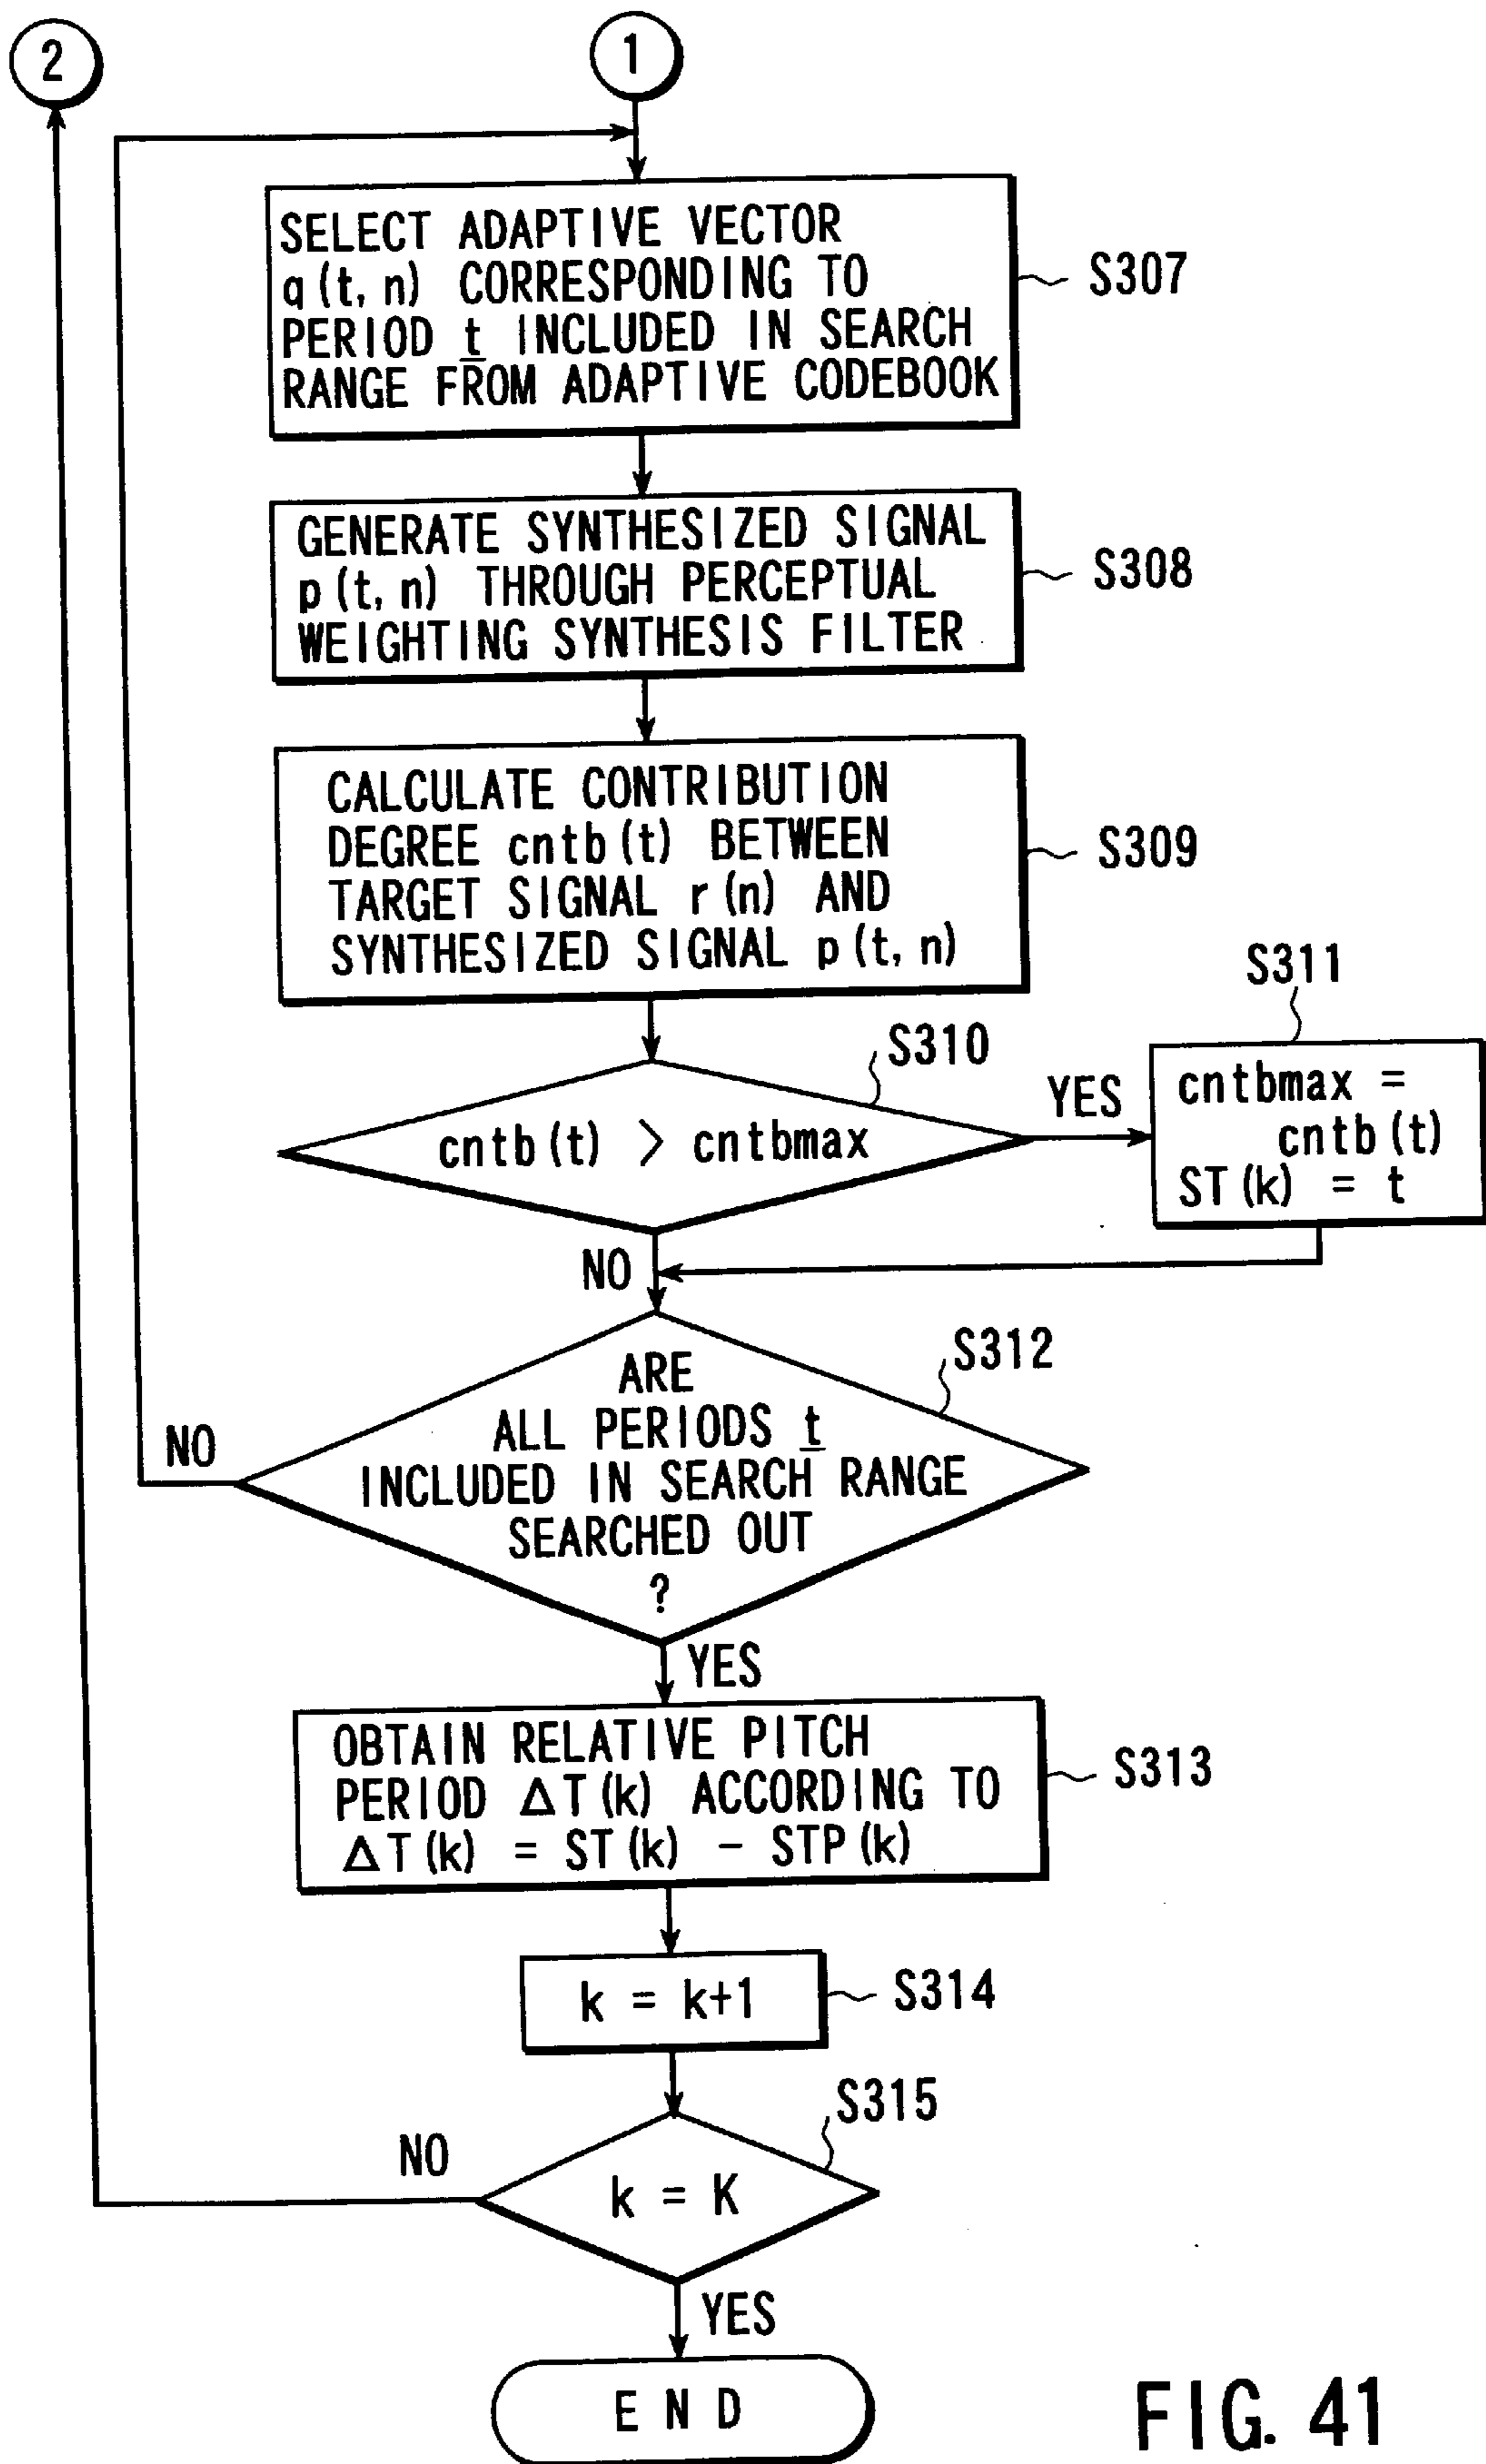 2
1
SELECT ADAPTIVE VECTOR
q(t, n) CORRESPONDING TO
PERIOD t INCLUDED IN SEARCH
RANGE FROM ADAPTIVE CODEBOOK
S307
GENERATE SYNTHESIZED SIGNAL
p(t, n) THROUGH PERCEPTUAL
WEIGHTING SYNTHESIS FILTER
S308
CALCULATE CONTRIBUTION
DEGREE cntb(t) BETWEEN
TARGET SIGNAL r(n) AND
SYNTHESIZED SIGNAL p(t, n)
S309
S310
cntb(t) > cntbmax
YES
S311
cntbmax =
cntb(t)
ST(k) = t
NO
S312
ARE
ALL PERIODS t
INCLUDED IN SEARCH RANGE
SEARCHED OUT
?
NO
YES
OBTAIN RELATIVE PITCH
PERIOD ΔT(k) ACCORDING TO
ΔT(k) = ST(k) - STP(k)
S313
k = k+1
S314
S315
k = K
NO
YES
END
FIG. 41